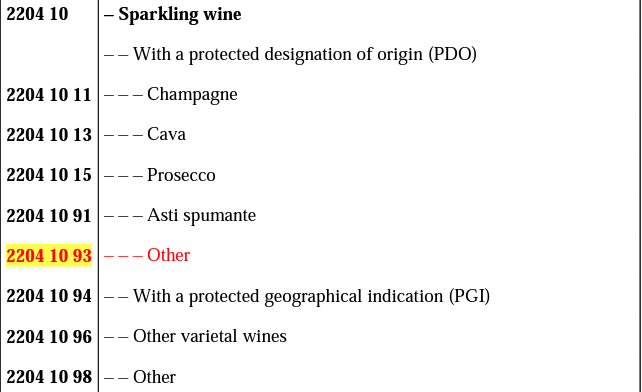 2204 10 – Sparkling wine
– – With a protected designation of origin (PDO)
2204 10 11 – – – Champagne
2204 10 13 – – – Cava
2204 10 15 – – – Prosecco
2204 10 91 – – – Asti spumante
2204 10 93 – – – Other
2204 10 94 – – With a protected geographical indication (PGI)
2204 10 96 – – Other varietal wines
2204 10 98 – – Other